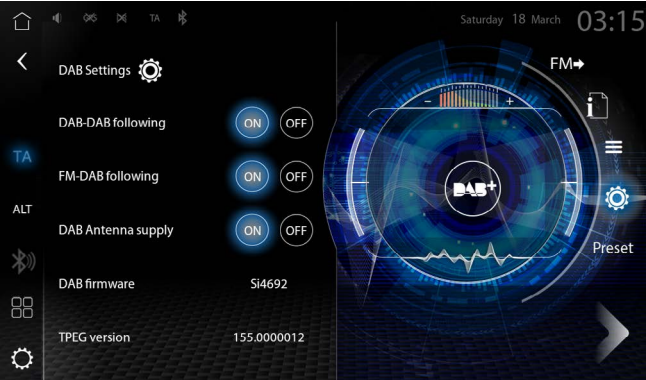 TA
Saturday 18 March 03:15
DAB Settings
FM
DAB-DAB following ON OFF
- +
i
TA
FM-DAB following ON OFF
DAB+
ALT
DAB Antenna supply ON OFF
Preset
DAB firmware Si4692
TPEG version 155.0000012